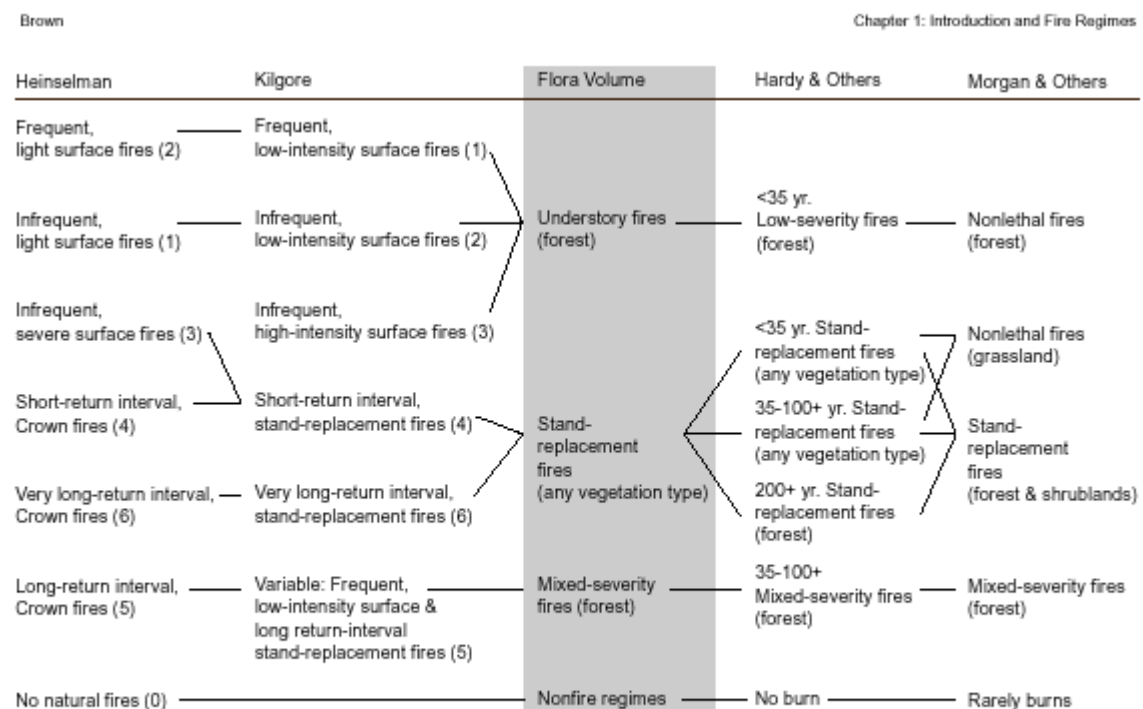 Brown
Chapter 1: Introduction and Fire Regimes
Heinselman
Kilgore
Flora Volume
Hardy & Others
Morgan & Others
Frequent,
light surface fires (2)
Frequent,
low-intensity surface fires (1)
Infrequent,
light surface fires (1)
Infrequent,
low-intensity surface fires (2)
Understory fires
(forest)
<35 yr.
Low-severity fires
(forest)
Nonlethal fires
(forest)
Infrequent,
severe surface fires (3)
Infrequent,
high-intensity surface fires (3)
<35 yr. Stand-
replacement fires
(any vegetation type)
Nonlethal fires
(grassland)
Short-return interval,
Crown fires (4)
Short-return interval,
stand-replacement fires (4)
Stand-
replacement
fires
(any vegetation type)
35-100+ yr. Stand-
replacement fires
(any vegetation type)
Stand-
replacement
fires
(forest & shrublands)
Very long-return interval,
Crown fires (6)
Very long-return interval,
stand-replacement fires (6)
200+ yr. Stand-
replacement fires
(forest)
Long-return interval,
Crown fires (5)
Variable: Frequent,
low-intensity surface &
long return-interval
stand-replacement fires (5)
Mixed-severity
fires (forest)
35-100+
Mixed-severity fires
(forest)
Mixed-severity fires
(forest)
No natural fires (0)
Nonfire regimes
No burn
Rarely burns